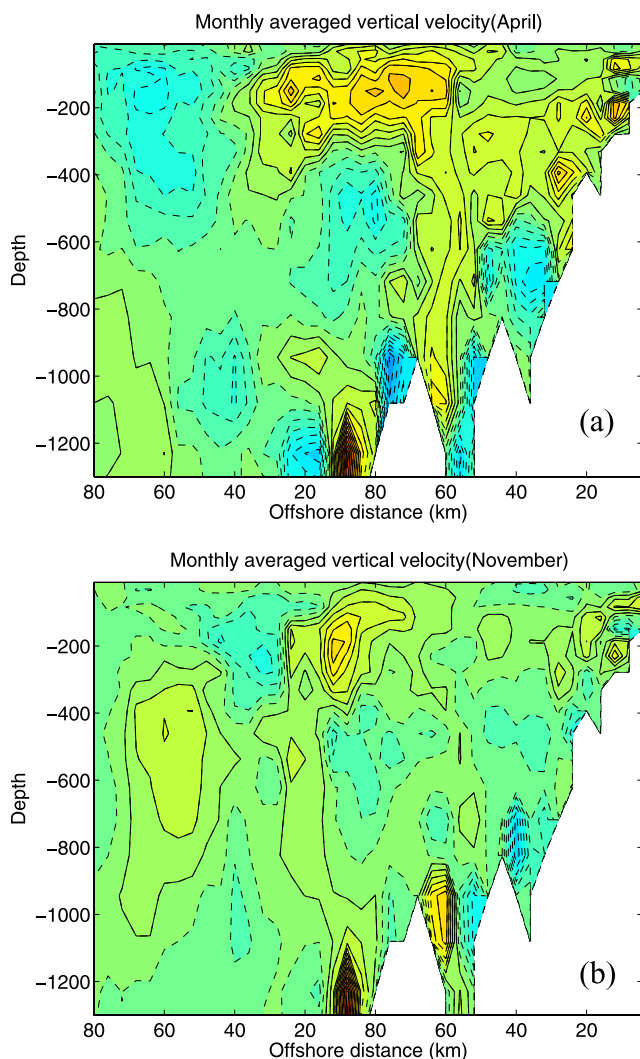 Monthly averaged vertical velocity(April)
-200
-400
-600
-800
-1000
-1200
Depth
(a)
80 60 40 20 80 60 40 20
Offshore distance (km)
Monthly averaged vertical velocity(November)
-200
-400
-600
-800
-1000
-1200
Depth
(b)
80 60 40 20 80 60 40 20
Offshore distance (km)